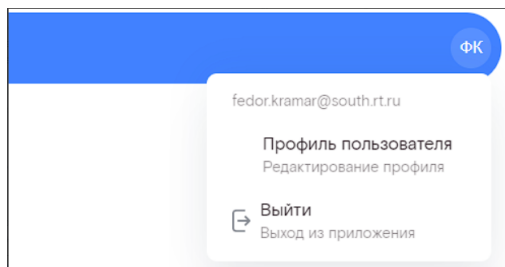 ФК
fedor.kramar@south.rt.ru
Профиль пользователя
Редактирование профиля
Выйти
Выход из приложения